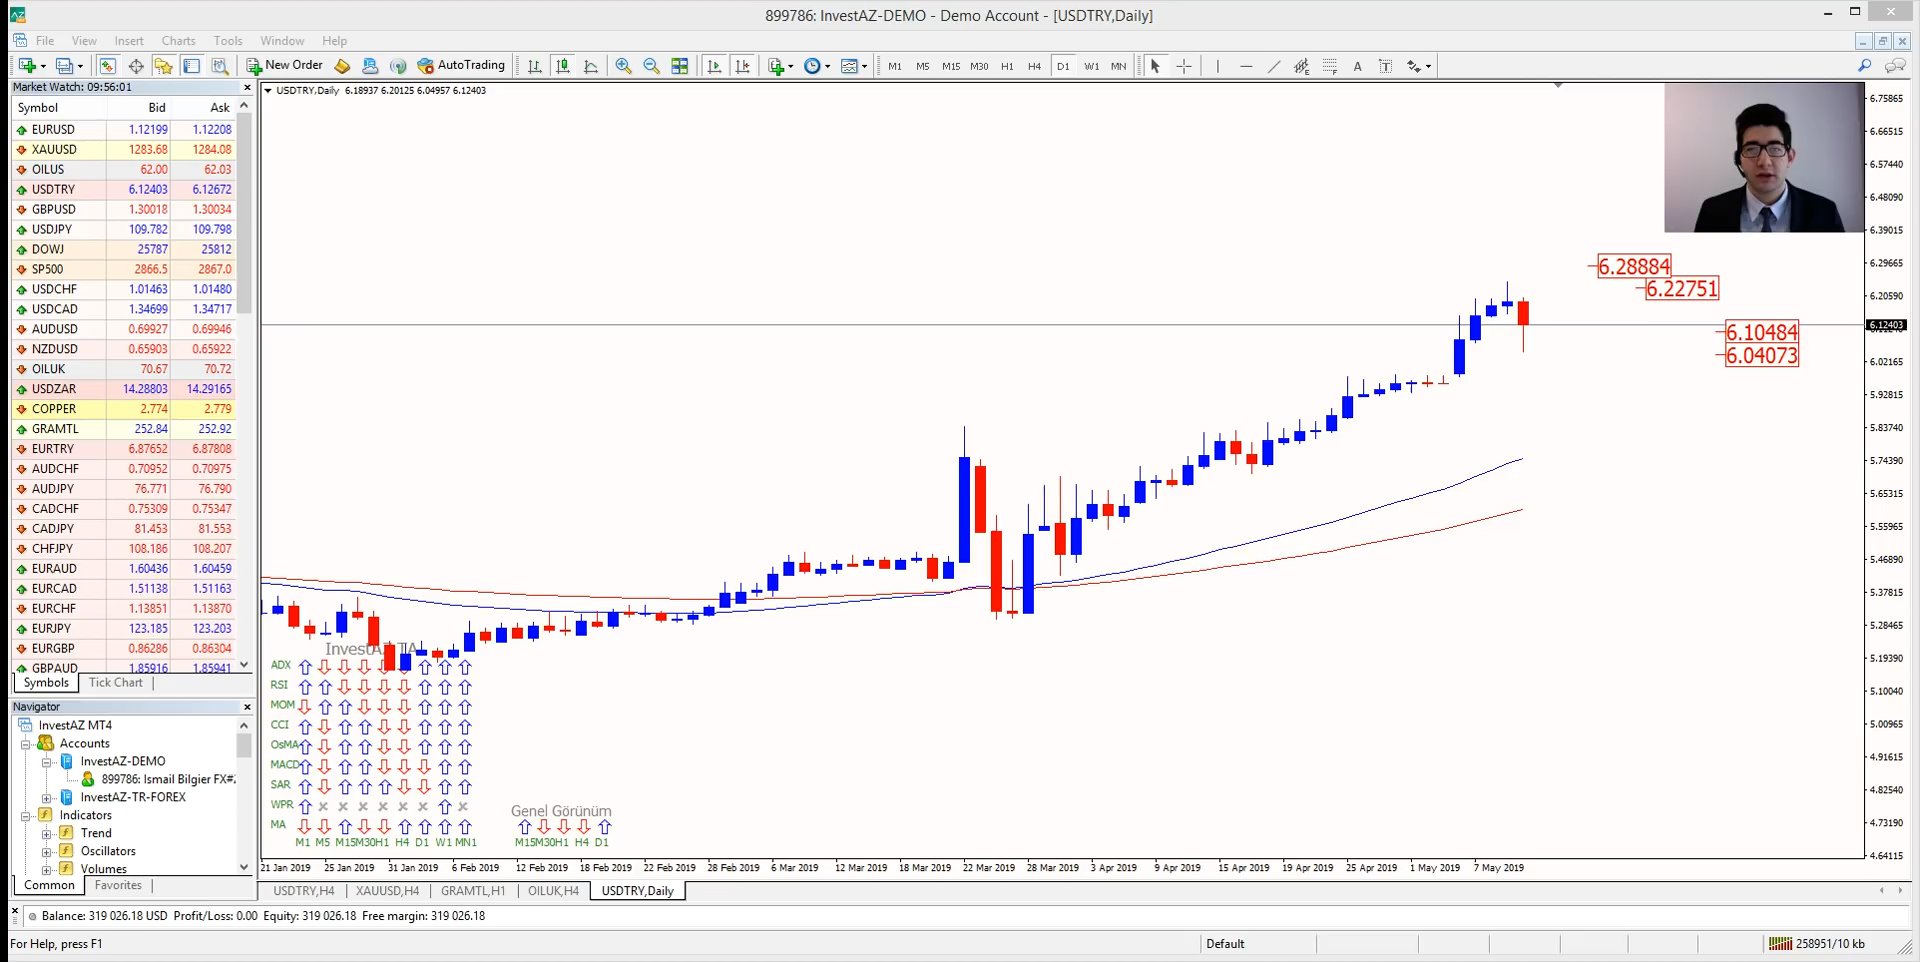 899786: InvestAZ-DEMO - Demo Account - [USDTRY,Daily]
File View Insert Charts Tools Window Help
New Order AutoTrading M1 M5 M15 M30 H1 H4 D1 W1 MN A T
Market Watch: 09:56:01
Symbol Bid Ask
EURUSD 1.12199 1.12208
XAUUSD 1283.68 1284.08
OILUS 62.00 62.03
USDTRY 6.12403 6.12672
GBPUSD 1.30018 1.30034
USDJPY 109.782 109.798
DOWJ 25787 25812
SP500 2866.5 2867.0
USDCHF 1.01463 1.01480
USDCAD 1.34699 1.34717
AUDUSD 0.69927 0.69946
NZDUSD 0.65903 0.65922
OILUK 70.67 70.72
USDZAR 14.28803 14.29165
COPPER 2.774 2.779
GRAMTL 252.84 252.92
EURTRY 6.87652 6.87808
AUDCHF 0.70952 0.70975
AUDJPY 76.771 76.790
CADCHF 0.75309 0.75347
CADJPY 81.453 81.553
CHFJPY 108.186 108.207
EURAUD 1.60436 1.60459
EURCAD 1.51138 1.51163
EURCHF 1.13851 1.13870
EURJPY 123.185 123.203
EURGBP 0.86286 0.86304
GBPAUD 1.85916 1.85941
Symbols Tick Chart
Navigator
InvestAZ MT4
Accounts
InvestAZ-DEMO
899786: Ismail Bilgier FX#
InvestAZ-TR-FOREX
Indicators
Trend
Oscillators
Volumes
Common Favorites
USDTRY,Daily 6.18937 6.20125 6.04957 6.12403
6.28884
6.22751
6.10484
6.04073
6.75865
6.66515
6.57440
6.48090
6.39015
6.29665
6.20590
6.12403
6.02165
5.92815
5.83740
5.74390
5.65315
5.55965
5.46890
5.37815
5.28465
5.19390
5.10040
5.00965
4.91615
4.82540
4.73190
4.64115
InvestAZ TA
ADX
RSI
MOM
CCI
OsMA
MACD
SAR
WPR
MA
M1 M5 M15 M30 H1 H4 D1 W1 MN1
Genel Görünüm
M15 M30 H1 H4 D1
21 Jan 2019 25 Jan 2019 31 Jan 2019 6 Feb 2019 12 Feb 2019 18 Feb 2019 22 Feb 2019 28 Feb 2019 6 Mar 2019 12 Mar 2019 18 Mar 2019 22 Mar 2019 28 Mar 2019 3 Apr 2019 9 Apr 2019 15 Apr 2019 19 Apr 2019 25 Apr 2019 1 May 2019 7 May 2019
USDTRY,H4 XAUUSD,H4 GRAMTL,H1 OILUK,H4 USDTRY,Daily
Balance: 319 026.18 USD Profit/Loss: 0.00 Equity: 319 026.18 Free margin: 319 026.18
For Help, press F1
Default
258951/10 kb